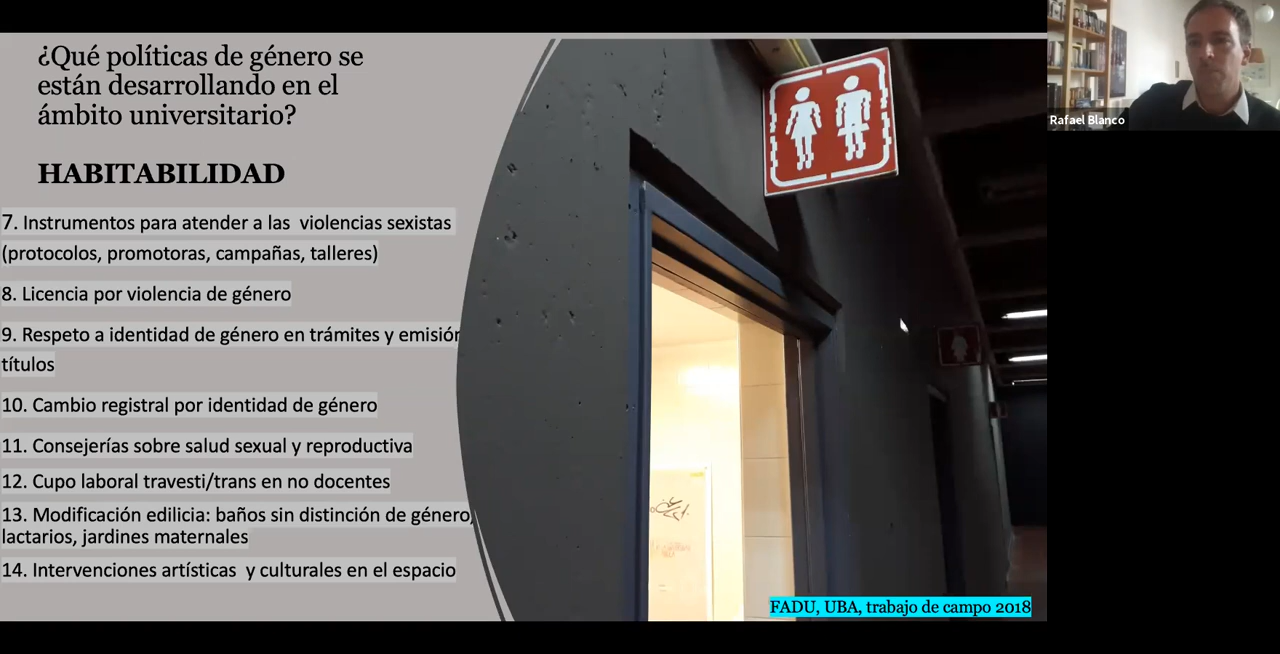 ¿Qué políticas de género se
están desarrollando en el
ámbito universitario?
HABITABILIDAD
7. Instrumentos para atender a las  violencias sexistas
(protocolos, promotoras, campañas, talleres)
8. Licencia por violencia de género
9. Respeto a identidad de género en trámites y emisión
títulos
10. Cambio registral por identidad de género
11. Consejerías sobre salud sexual y reproductiva
12. Cupo laboral travesti/trans en no docentes
13. Modificación edilicia: baños sin distinción de género,
lactarios, jardines maternales
14. Intervenciones artísticas  y culturales en el espacio
FADU, UBA, trabajo de campo 2018
Rafael Blanco